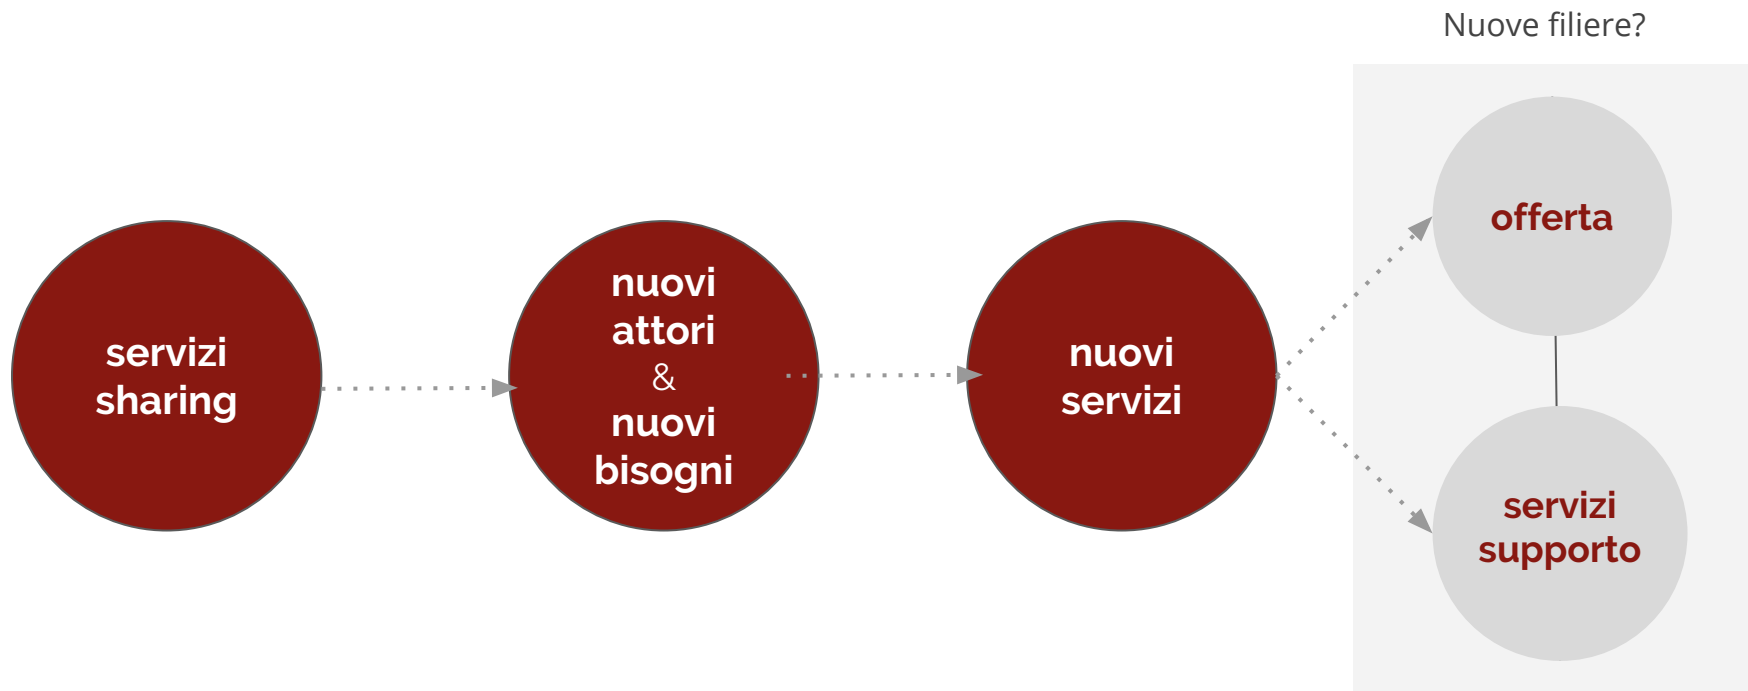 Nuove filiere?
servizi
sharing
nuovi
attori
&
nuovi
bisogni
nuovi
servizi
offerta
servizi
supporto